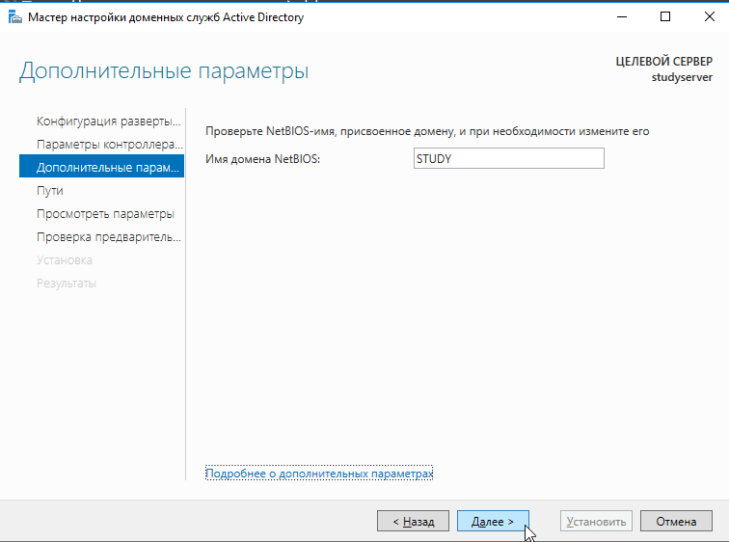 Мастер настройки доменных служб Active Directory
Дополнительные параметры
ЦЕЛЕВОЙ СЕРВЕР
studyserver
Конфигурация разверты...
Параметры контроллера...
Дополнительные парам...
Пути
Просмотреть параметры
Проверка предваритель...
Установка
Результаты
Проверьте NetBIOS-имя, присвоенное домену, и при необходимости измените его
Имя домена NetBIOS:
STUDY
Подробнее о дополнительных параметрах
< Назад
Далее >
Установить
Отмена